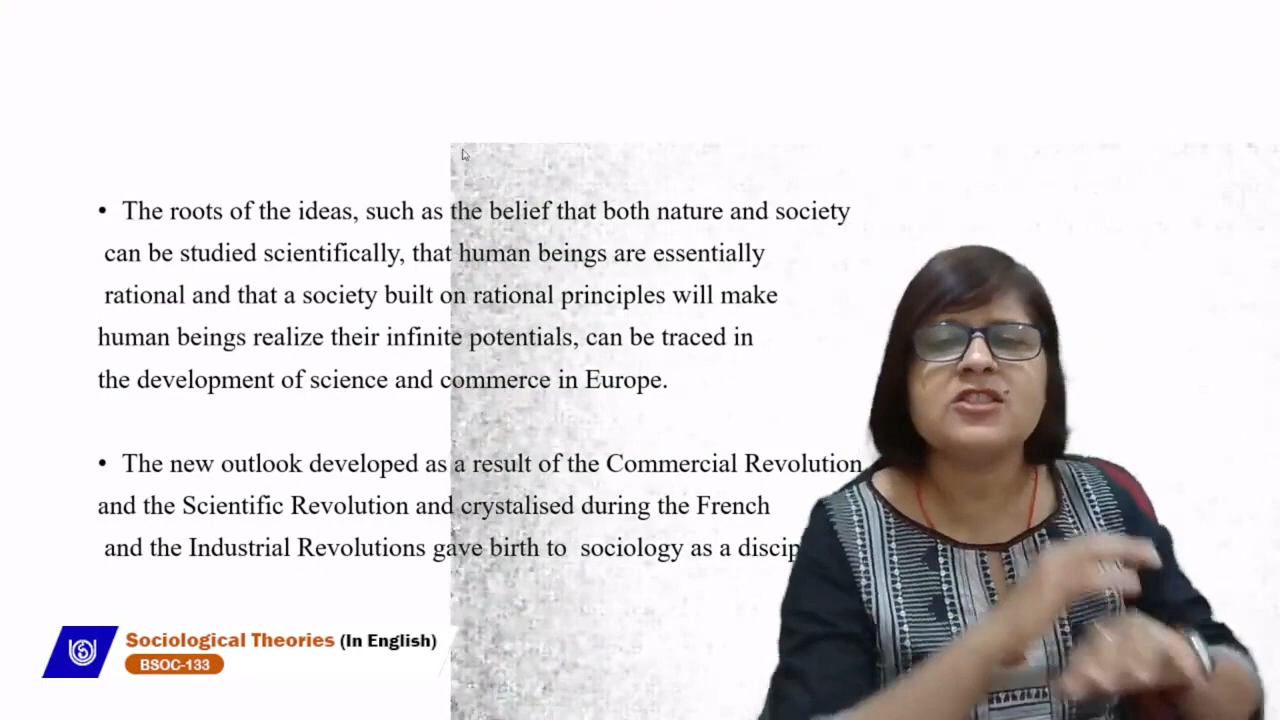 • The roots of the ideas, such as the belief that both nature and society
can be studied scientifically, that human beings are essentially
rational and that a society built on rational principles will make
human beings realize their infinite potentials, can be traced in
the development of science and commerce in Europe.
• The new outlook developed as a result of the Commercial Revolution
and the Scientific Revolution and crystalised during the French
and the Industrial Revolutions gave birth to sociology as a discip
Sociological Theories (In English)
BSOC-133